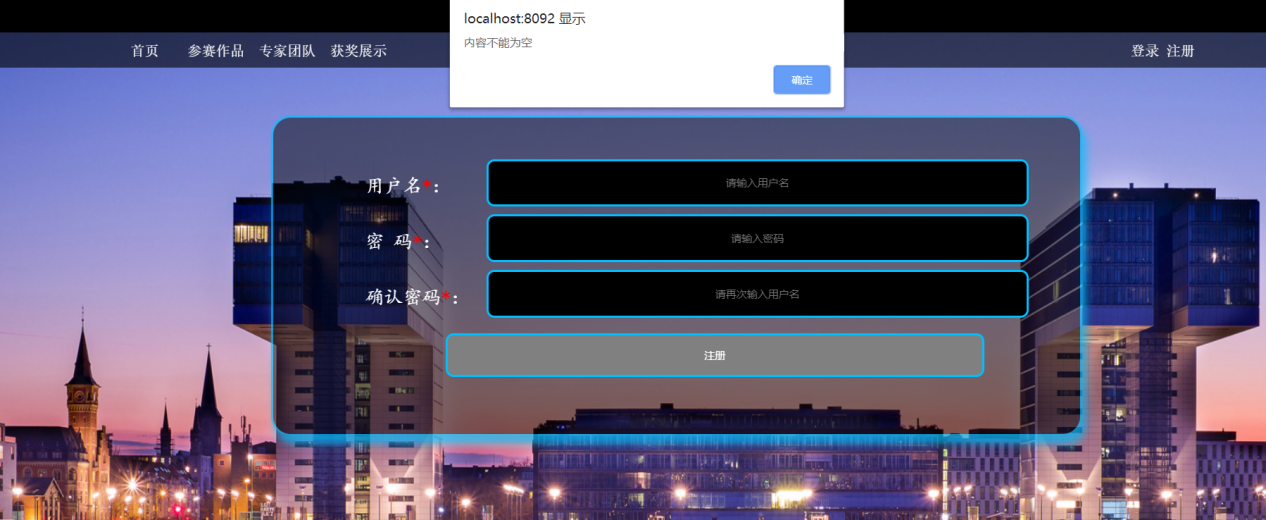 localhost:8092 显示
内容不能为空
确定
首页 参赛作品 专家团队 获奖展示 登录 注册
用户名*： 请输入用户名
密 码*： 请输入密码
确认密码*： 请再次输入用户名
注册